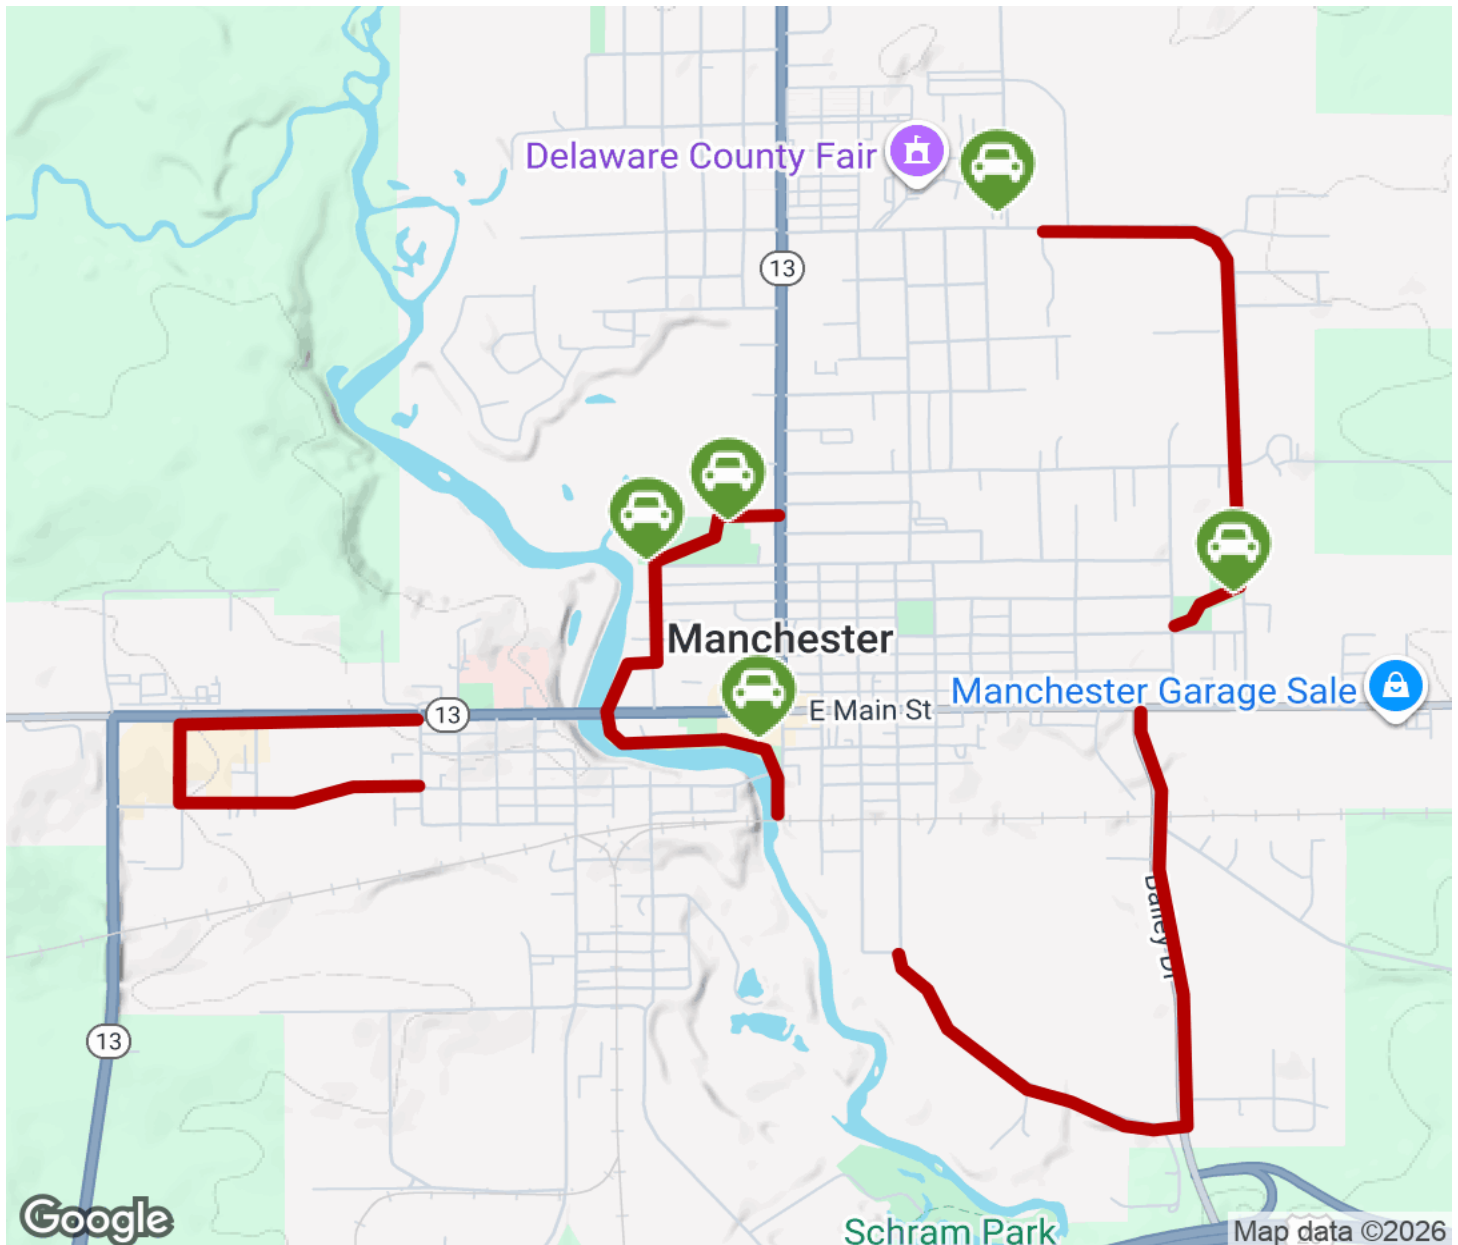 Delaware County Fair
13
Manchester
Manchester Garage Sale
E Main St
13
Bailey Dr
13
Schram Park
Google
Map data ©2026